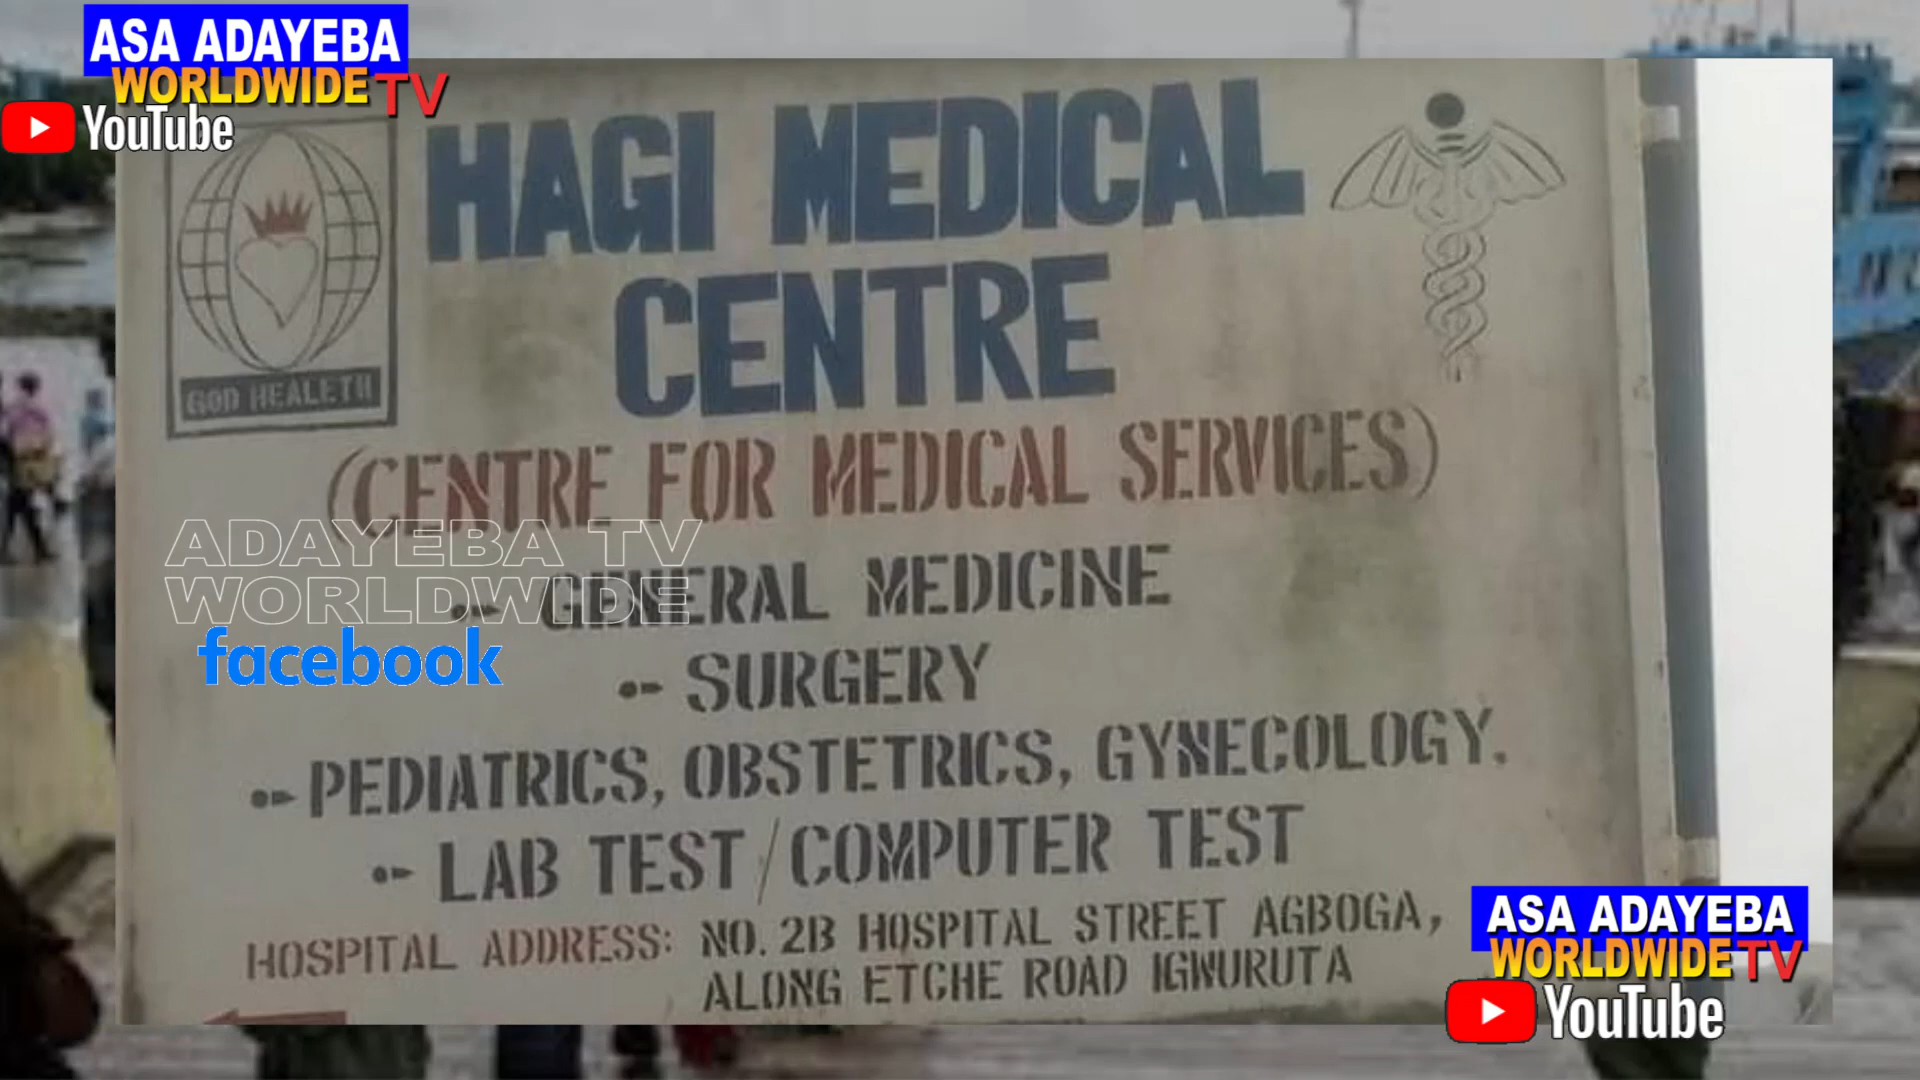 ASA ADAYEBA
WORLDWIDE TV
YouTube
HAGI MEDICAL
CENTRE
GOD HEALETH
(CENTRE FOR MEDICAL SERVICES)
ADAYEBA TV
WORLDWIDE
facebook
GENERAL MEDICINE
SURGERY
PEDIATRICS, OBSTETRICS, GYNECOLOGY.
LAB TEST / COMPUTER TEST
HOSPITAL ADDRESS: NO. 2B HOSPITAL STREET AGBOGA,
ALONG ETCHE ROAD IGWURUTA
ASA ADAYEBA
WORLDWIDE TV
YouTube